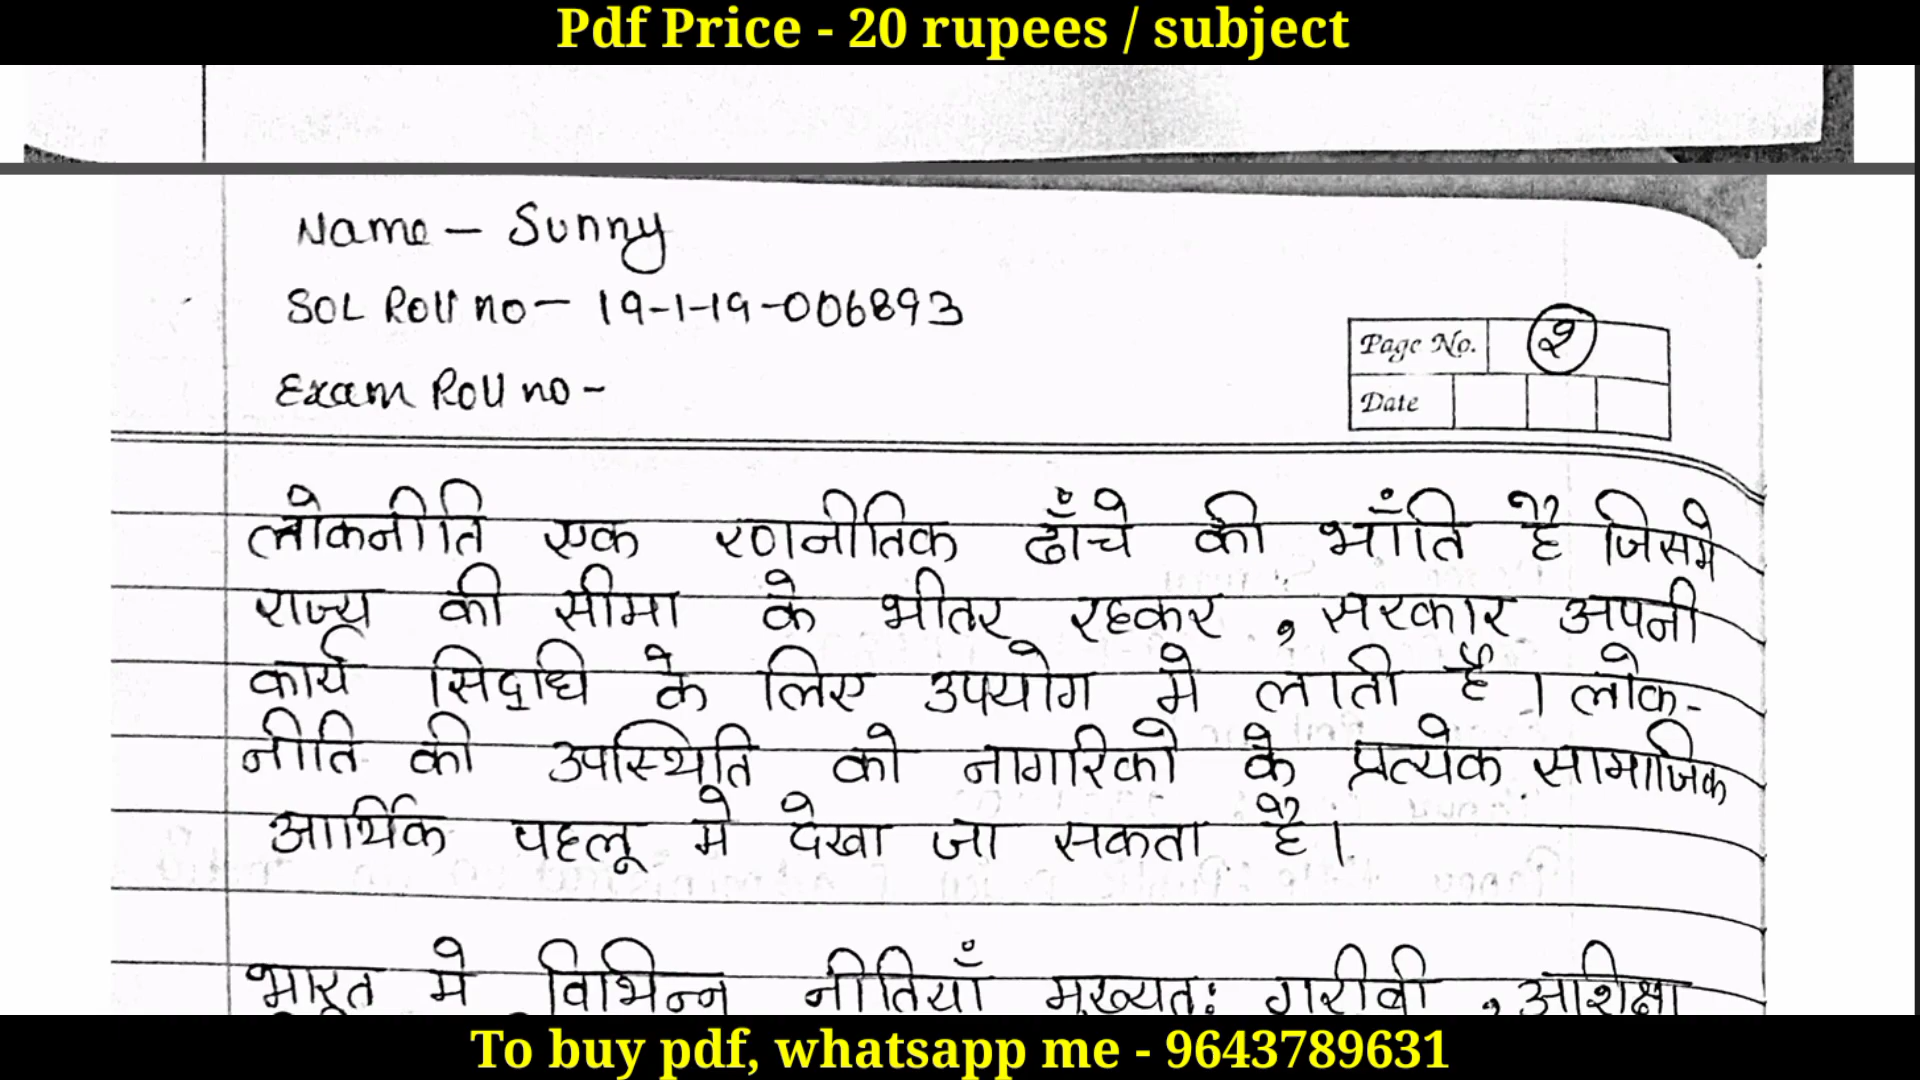 Pdf Price - 20 rupees / subject
Name - Sunny
SOL Roll no - 19-1-19-006893
Page No. २
Exam Roll no -
Date
लोकनीति एक रणनीतिक ढाँचे की भाँति है जिसमे
राज्य की सीमा के भीतर रहकर , सरकार अपनी
कार्य सिद्धि के लिए उपयोग मे लाती है । लोक-
नीति की उपस्थिति को नागरिको के प्रत्येक सामाजिक
आर्थिक पहलू मे देखा जा सकता है ।
भारत मे विभिन्न नीतियाँ मुख्यतः गरीबी , अशिक्षा
To buy pdf, whatsapp me - 9643789631